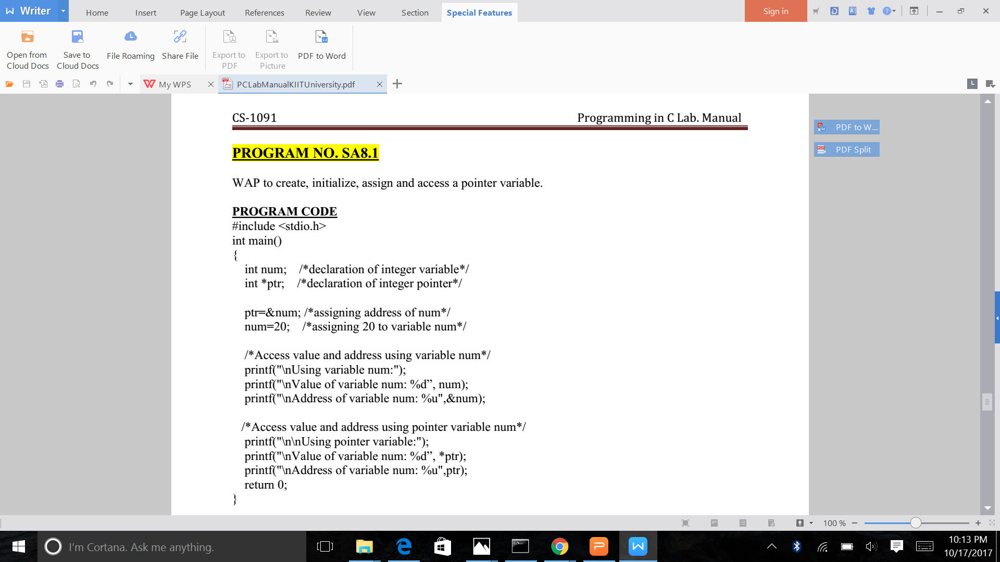 Writer
Home Insert Page Layout References Review View Section Special Features
Sign in
Open from Cloud Docs
Save to Cloud Docs
File Roaming
Share File
Export to PDF
Export to Picture
PDF to Word
My WPS
PCLabManualKIITUniversity.pdf
CS-1091 Programming in C Lab. Manual
PDF to W...
PDF Split
PROGRAM NO. SA8.1
WAP to create, initialize, assign and access a pointer variable.
PROGRAM CODE
#include <stdio.h>
int main()
{
int num; /*declaration of integer variable*/
int *ptr; /*declaration of integer pointer*/
ptr=&num; /*assigning address of num*/
num=20; /*assigning 20 to variable num*/
/*Access value and address using variable num*/
printf("\nUsing variable num:");
printf("\nValue of variable num: %d”, num);
printf("\nAddress of variable num: %u",&num);
/*Access value and address using pointer variable num*/
printf("\n\nUsing pointer variable:");
printf("\nValue of variable num: %d”, *ptr);
printf("\nAddress of variable num: %u",ptr);
return 0;
}
100 %
I'm Cortana. Ask me anything.
10:13 PM
10/17/2017